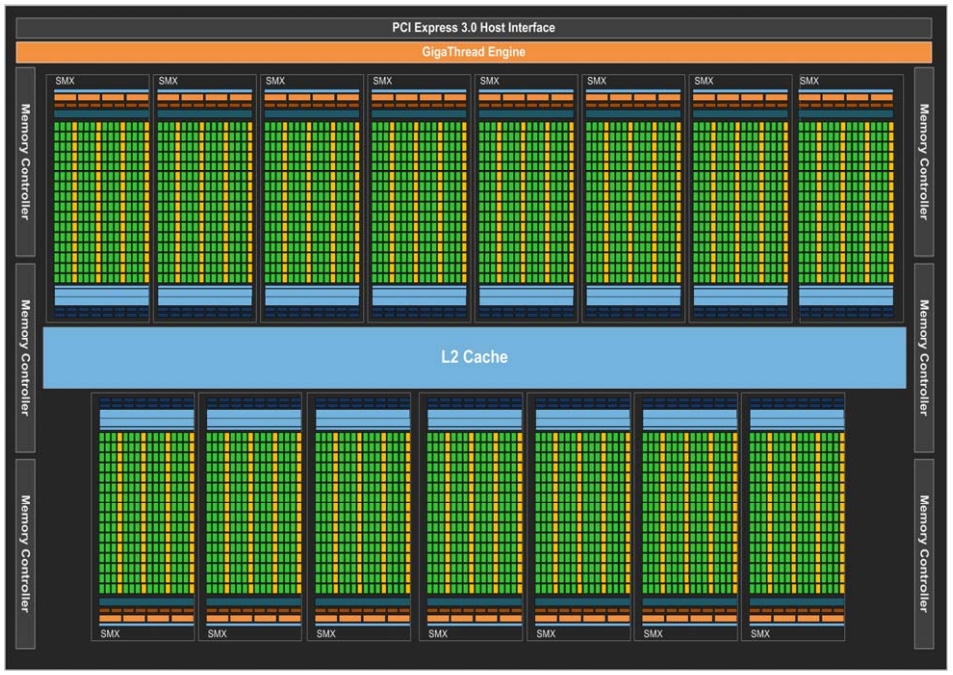 PCI Express 3.0 Host Interface
GigaThread Engine
SMX
SMX
SMX
SMX
SMX
SMX
SMX
SMX
Memory Controller
Memory Controller
Memory Controller
Memory Controller
L2 Cache
Memory Controller
Memory Controller
SMX
SMX
SMX
SMX
SMX
SMX
SMX